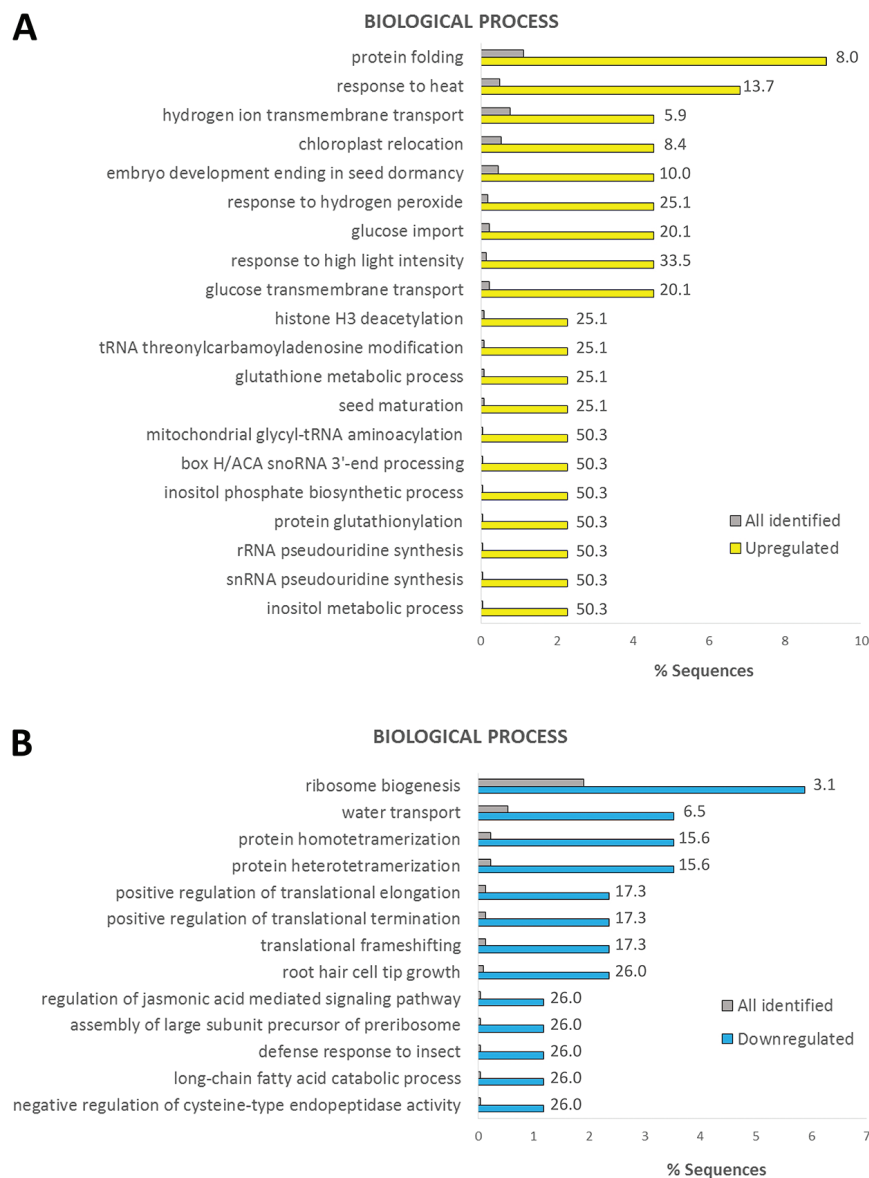 A
BIOLOGICAL PROCESS
protein folding 8.0
response to heat 13.7
hydrogen ion transmembrane transport 5.9
chloroplast relocation 8.4
embryo development ending in seed dormancy 10.0
response to hydrogen peroxide 25.1
glucose import 20.1
response to high light intensity 33.5
glucose transmembrane transport 20.1
histone H3 deacetylation 25.1
tRNA threonylcarbamoyladenosine modification 25.1
glutathione metabolic process 25.1
seed maturation 25.1
mitochondrial glycyl-tRNA aminoacylation 50.3
box H/ACA snoRNA 3'-end processing 50.3
inositol phosphate biosynthetic process 50.3
protein glutathionylation 50.3
rRNA pseudouridine synthesis 50.3
snRNA pseudouridine synthesis 50.3
inositol metabolic process 50.3
All identified
Upregulated
0 2 4 6 8 10
% Sequences
B
BIOLOGICAL PROCESS
ribosome biogenesis 3.1
water transport 6.5
protein homotetramerization 15.6
protein heterotetramerization 15.6
positive regulation of translational elongation 17.3
positive regulation of translational termination 17.3
translational frameshifting 17.3
root hair cell tip growth 26.0
regulation of jasmonic acid mediated signaling pathway 26.0
assembly of large subunit precursor of preribosome 26.0
defense response to insect 26.0
long-chain fatty acid catabolic process 26.0
negative regulation of cysteine-type endopeptidase activity 26.0
All identified
Downregulated
0 1 2 3 4 5 6 7
% Sequences